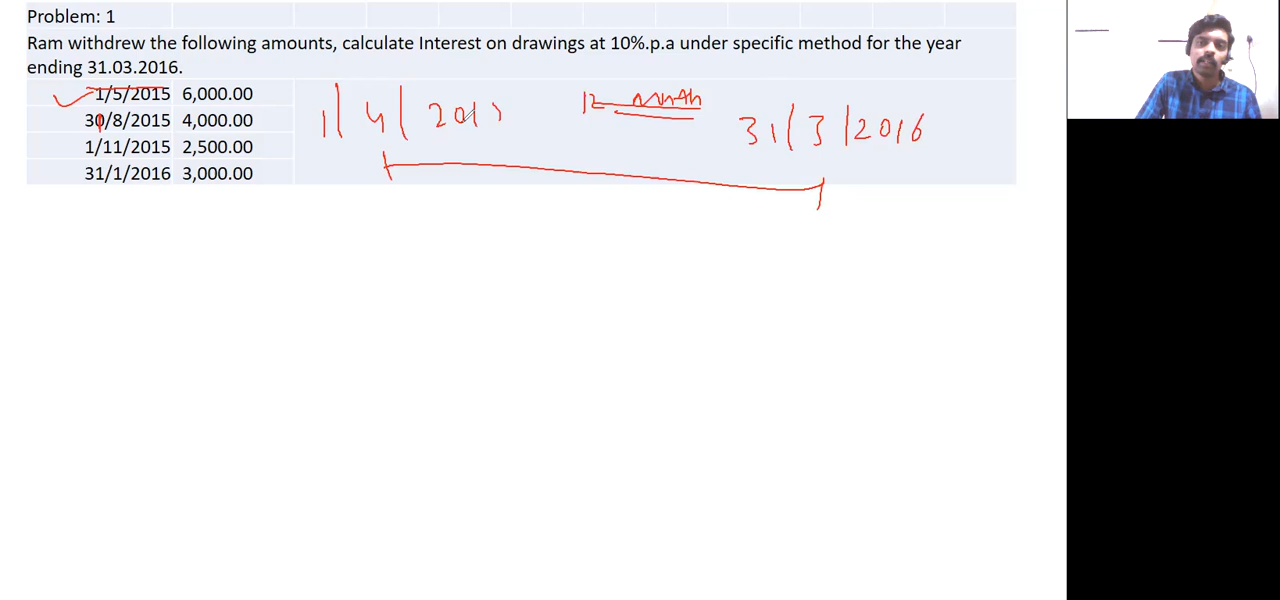 Problem: 1
Ram withdrew the following amounts, calculate Interest on drawings at 10%.p.a under specific method for the year
ending 31.03.2016.
1/5/2015 6,000.00
/8/2015 4,000.00
1/11/2015 2,500.00
31/1/2016 3,000.00
1/4/201
12 month
31/3/2016